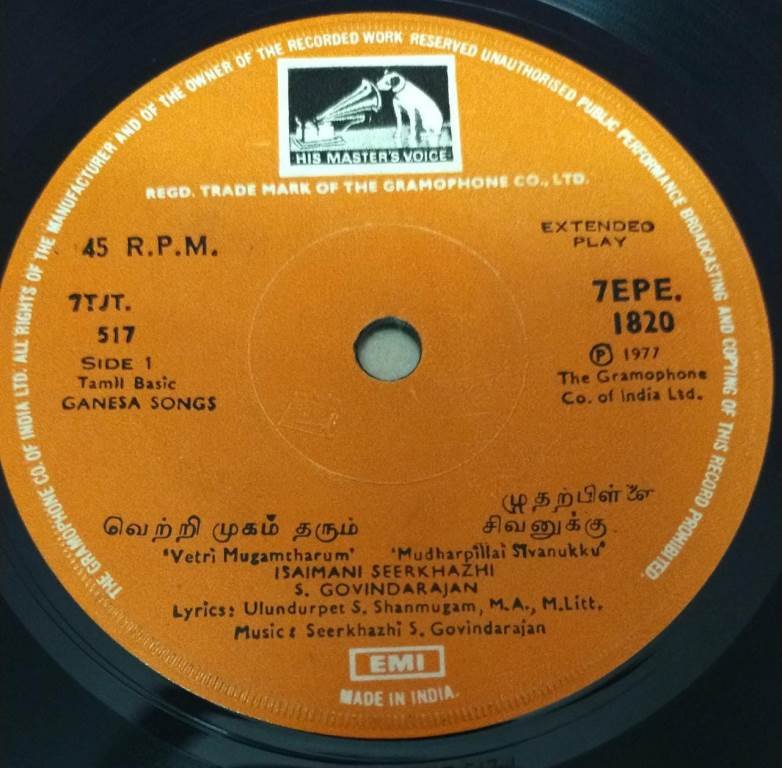 THE GRAMOPHONE CO. OF INDIA LTD. ALL RIGHTS OF THE MANUFACTURER AND OF THE OWNER OF THE RECORDED WORK RESERVED UNAUTHORISED PUBLIC PERFORMANCE BROADCASTING AND COPYING OF THIS RECORD PROHIBITED.
HIS MASTER'S VOICE
REGD. TRADE MARK OF THE GRAMOPHONE CO., LTD.
EXTENDED
PLAY
45 R.P.M.
7TJT.
517
SIDE 1
Tamil Basic
GANESA SONGS
7EPE.
1820
Ⓟ 1977
The Gramophone
Co. of India Ltd.
முதற்பிள்ளை
வெற்றி முகம் தரும் சிவனுக்கு
'Vetri Mugamtharum' 'Mudharpillai Sivanukku'
ISAIMANI SEERKHAZHI
S. GOVINDARAJAN
Lyrics: Ulundurpet S. Shanmugam, M.A., M.Litt.
Music: Seerkhazhi S. Govindarajan
EMI
MADE IN INDIA.